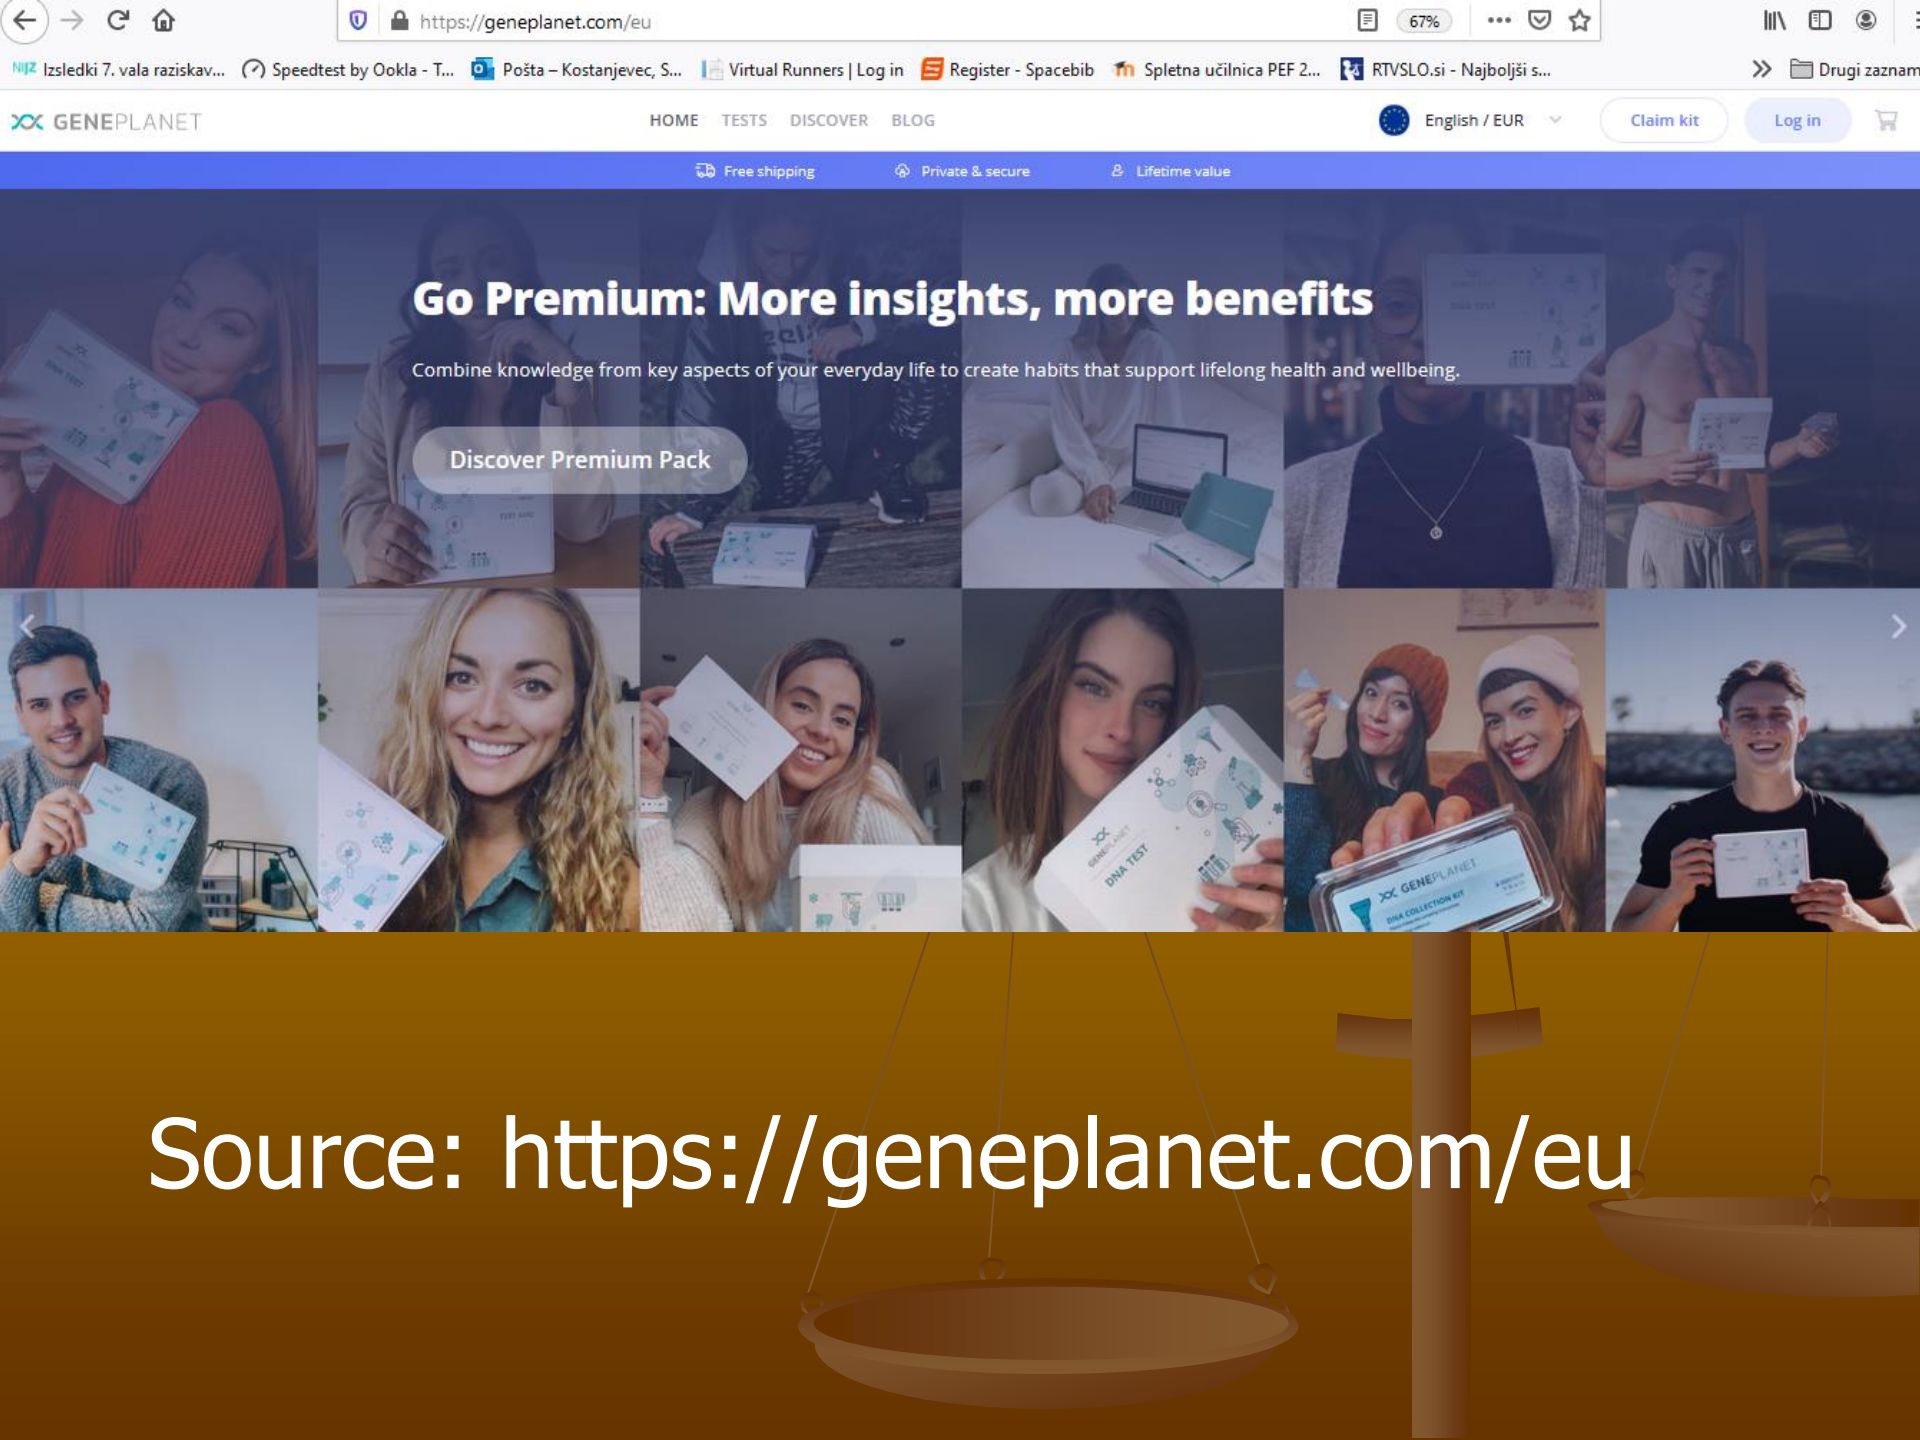 https://geneplanet.com/eu
67%
NIJZ Izsledki 7. vala raziskav... Speedtest by Ookla - T... Pošta – Kostanjevec, S... Virtual Runners | Log in Register - Spacebib Spletna učilnica PEF 2... RTVSLO.si - Najboljši s... Drugi zaznam
GENEPLANET HOME TESTS DISCOVER BLOG English / EUR Claim kit Log in
Free shipping Private & secure Lifetime value
Go Premium: More insights, more benefits
Combine knowledge from key aspects of your everyday life to create habits that support lifelong health and wellbeing.
Discover Premium Pack
DNA TEST
GENEPLANET
DNA TEST
GENEPLANET
DNA COLLECTION KIT
Source: https://geneplanet.com/eu